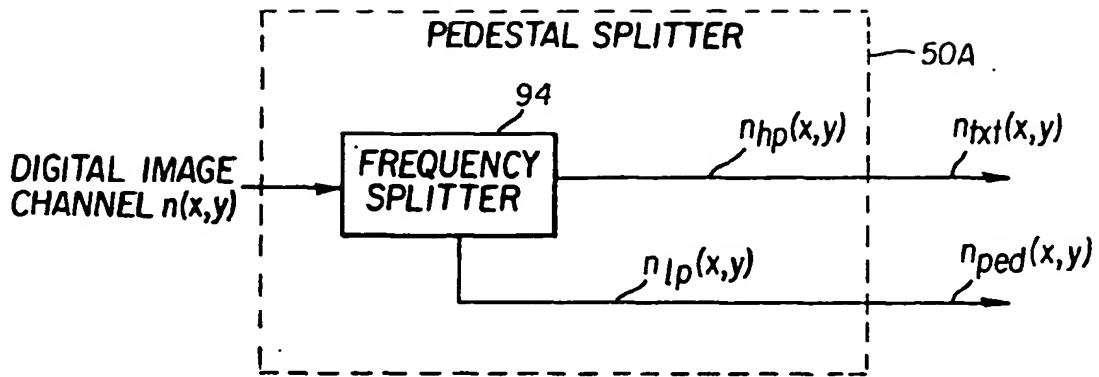 PEDESTAL SPLITTER
50A
94
n_hp(x,y)
n_txt(x,y)
DIGITAL IMAGE
CHANNEL n(x,y)
FREQUENCY
SPLITTER
n_lp(x,y)
n_ped(x,y)